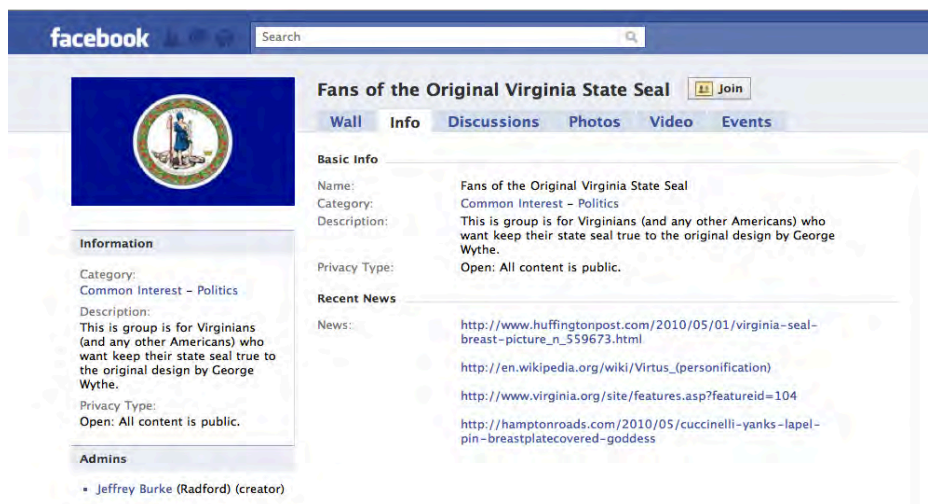 facebook
Search
Fans of the Original Virginia State Seal
Join
Wall Info Discussions Photos Video Events
Basic Info
Name: Fans of the Original Virginia State Seal
Category: Common Interest – Politics
Description: This is group is for Virginians (and any other Americans) who
want keep their state seal true to the original design by George
Wythe.
Privacy Type: Open: All content is public.
Recent News
News: http://www.huffingtonpost.com/2010/05/01/virginia-seal-
breast-picture_n_559673.html
http://en.wikipedia.org/wiki/Virtus_(personification)
http://www.virginia.org/site/features.asp?featureid=104
http://hamptonroads.com/2010/05/cuccinelli-yanks-lapel-
pin-breastplatecovered-goddess
Information
Category:
Common Interest – Politics
Description:
This is group is for Virginians
(and any other Americans) who
want keep their state seal true to
the original design by George
Wythe.
Privacy Type:
Open: All content is public.
Admins
• Jeffrey Burke (Radford) (creator)